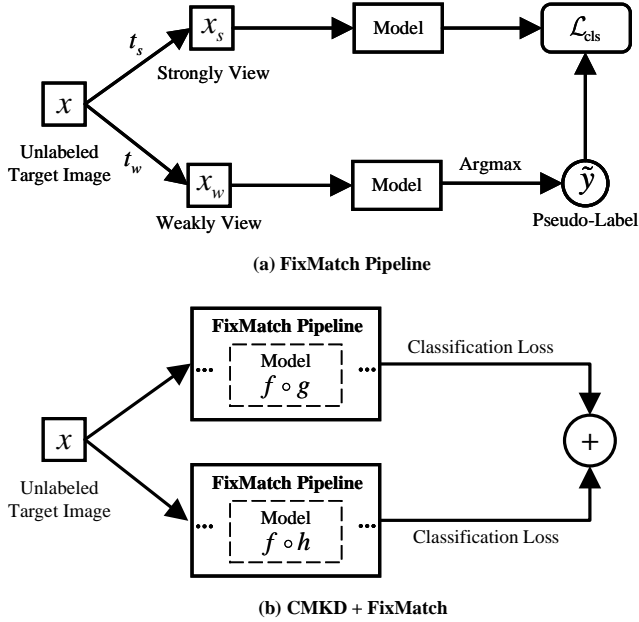 t_s
x_s
Model
ℒ_cls
Strongly View
x
Unlabeled
Target Image
t_w
x_w
Model
Argmax
ỹ
Weakly View
Pseudo-Label
(a) FixMatch Pipeline
FixMatch Pipeline
... Model ...
f ∘ g
Classification Loss
x
Unlabeled
Target Image
+
FixMatch Pipeline
... Model ...
f ∘ h
Classification Loss
(b) CMKD + FixMatch